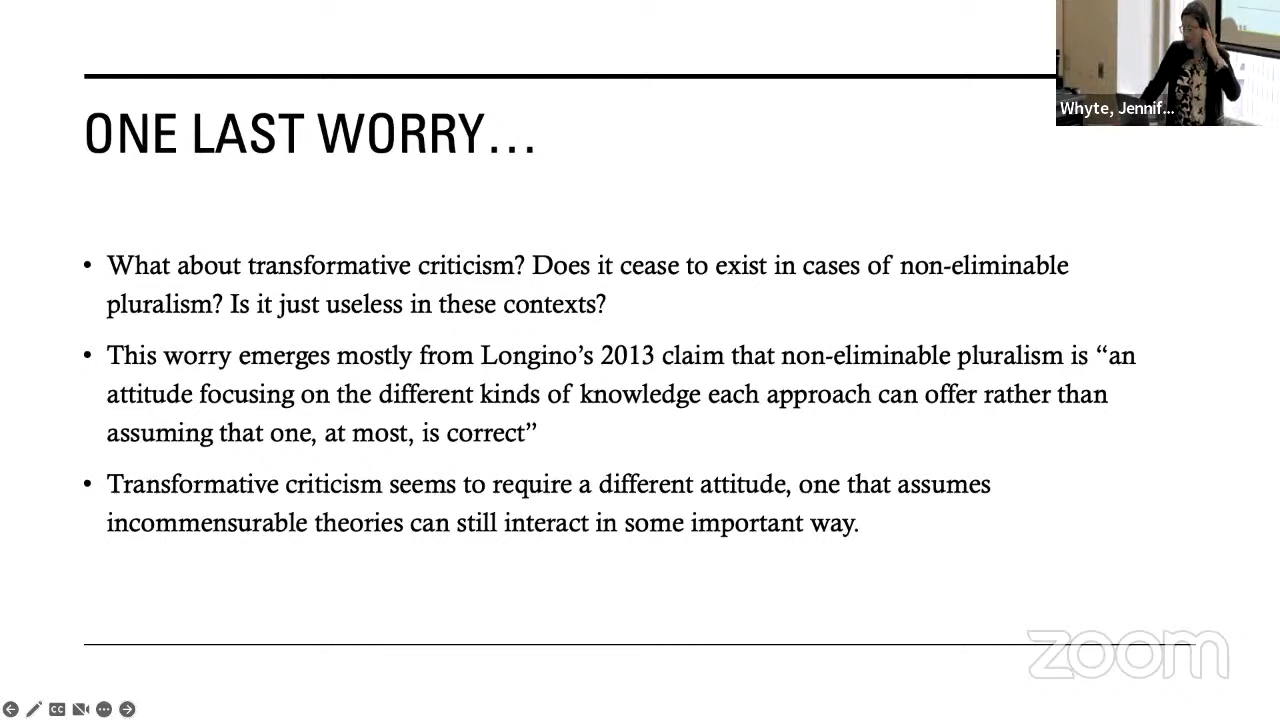 Whyte, Jennif...
ONE LAST WORRY…
• What about transformative criticism? Does it cease to exist in cases of non-eliminable
pluralism? Is it just useless in these contexts?
• This worry emerges mostly from Longino’s 2013 claim that non-eliminable pluralism is “an
attitude focusing on the different kinds of knowledge each approach can offer rather than
assuming that one, at most, is correct”
• Transformative criticism seems to require a different attitude, one that assumes
incommensurable theories can still interact in some important way.
zoom
CC